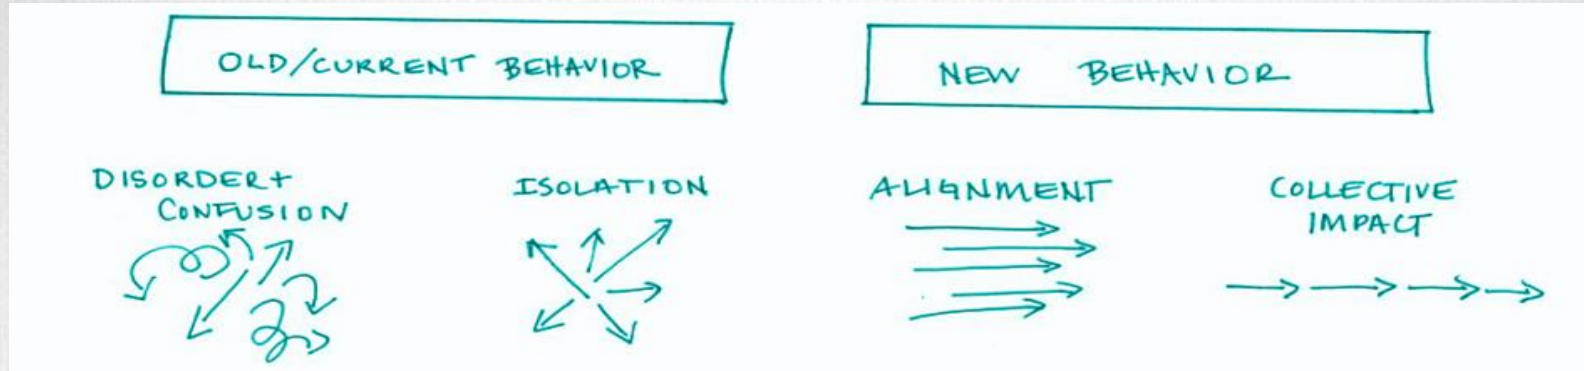 OLD/CURRENT BEHAVIOR
NEW BEHAVIOR
DISORDER+
CONFUSION
ISOLATION
ALIGNMENT
COLLECTIVE
IMPACT